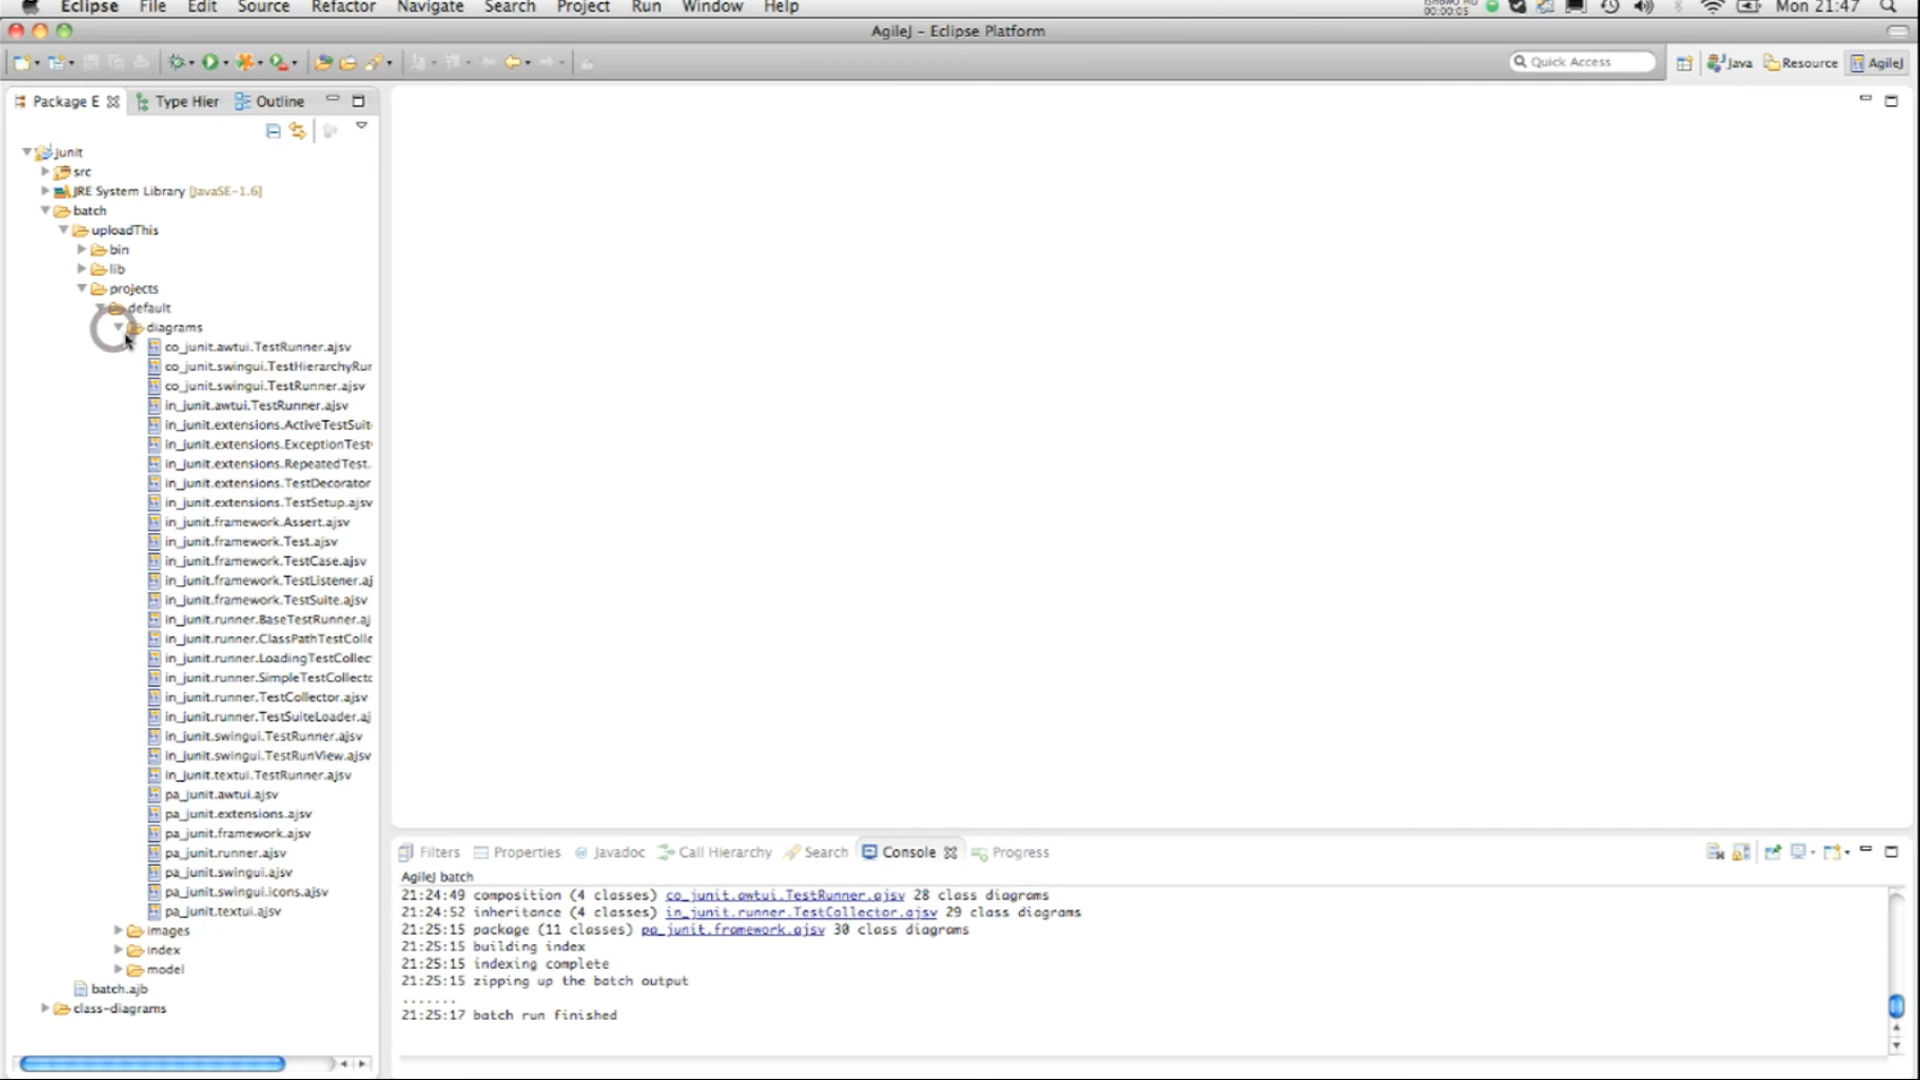 Eclipse File Edit Source Refactor Navigate Search Project Run Window Help
00:00:05
Mon 21:47
AgileJ - Eclipse Platform
Quick Access
Java
Resource
AgileJ
Package E
Type Hier
Outline
junit
src
JRE System Library [JavaSE-1.6]
batch
uploadThis
bin
lib
projects
default
diagrams
co_junit.awtui.TestRunner.ajsv
co_junit.swingui.TestHierarchyRur
co_junit.swingui.TestRunner.ajsv
in_junit.awtui.TestRunner.ajsv
in_junit.extensions.ActiveTestSuit
in_junit.extensions.ExceptionTest
in_junit.extensions.RepeatedTest.
in_junit.extensions.TestDecorator
in_junit.extensions.TestSetup.ajsv
in_junit.framework.Assert.ajsv
in_junit.framework.Test.ajsv
in_junit.framework.TestCase.ajsv
in_junit.framework.TestListener.aj
in_junit.framework.TestSuite.ajsv
in_junit.runner.BaseTestRunner.aj
in_junit.runner.ClassPathTestColle
in_junit.runner.LoadingTestCollec
in_junit.runner.SimpleTestCollecto
in_junit.runner.TestCollector.ajsv
in_junit.runner.TestSuiteLoader.aj
in_junit.swingui.TestRunner.ajsv
in_junit.swingui.TestRunView.ajsv
in_junit.textui.TestRunner.ajsv
pa_junit.awtui.ajsv
pa_junit.extensions.ajsv
pa_junit.framework.ajsv
pa_junit.runner.ajsv
pa_junit.swingui.ajsv
pa_junit.swingui.icons.ajsv
pa_junit.textui.ajsv
images
index
model
batch.ajb
class-diagrams
Filters
Properties
Javadoc
Call Hierarchy
Search
Console
Progress
AgileJ batch
21:24:49 composition (4 classes) co_junit.awtui.TestRunner.ajsv 28 class diagrams
21:24:52 inheritance (4 classes) in_junit.runner.TestCollector.ajsv 29 class diagrams
21:25:15 package (11 classes) pa_junit.framework.ajsv 30 class diagrams
21:25:15 building index
21:25:15 indexing complete
21:25:15 zipping up the batch output
.......
21:25:17 batch run finished